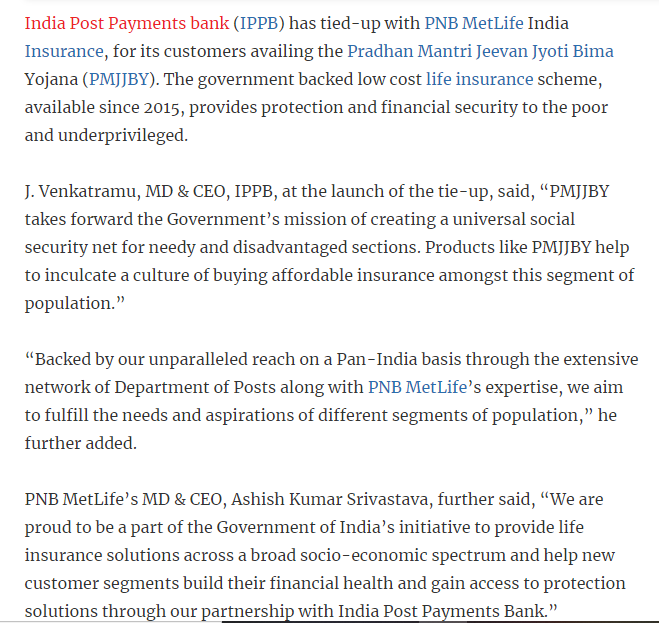 India Post Payments bank (IPPB) has tied-up with PNB MetLife India
Insurance, for its customers availing the Pradhan Mantri Jeevan Jyoti Bima
Yojana (PMJJBY). The government backed low cost life insurance scheme,
available since 2015, provides protection and financial security to the poor
and underprivileged.
J. Venkatramu, MD & CEO, IPPB, at the launch of the tie-up, said, “PMJJBY
takes forward the Government’s mission of creating a universal social
security net for needy and disadvantaged sections. Products like PMJJBY help
to inculcate a culture of buying affordable insurance amongst this segment of
population.”
“Backed by our unparalleled reach on a Pan-India basis through the extensive
network of Department of Posts along with PNB MetLife’s expertise, we aim
to fulfill the needs and aspirations of different segments of population,” he
further added.
PNB MetLife’s MD & CEO, Ashish Kumar Srivastava, further said, “We are
proud to be a part of the Government of India’s initiative to provide life
insurance solutions across a broad socio-economic spectrum and help new
customer segments build their financial health and gain access to protection
solutions through our partnership with India Post Payments Bank.”